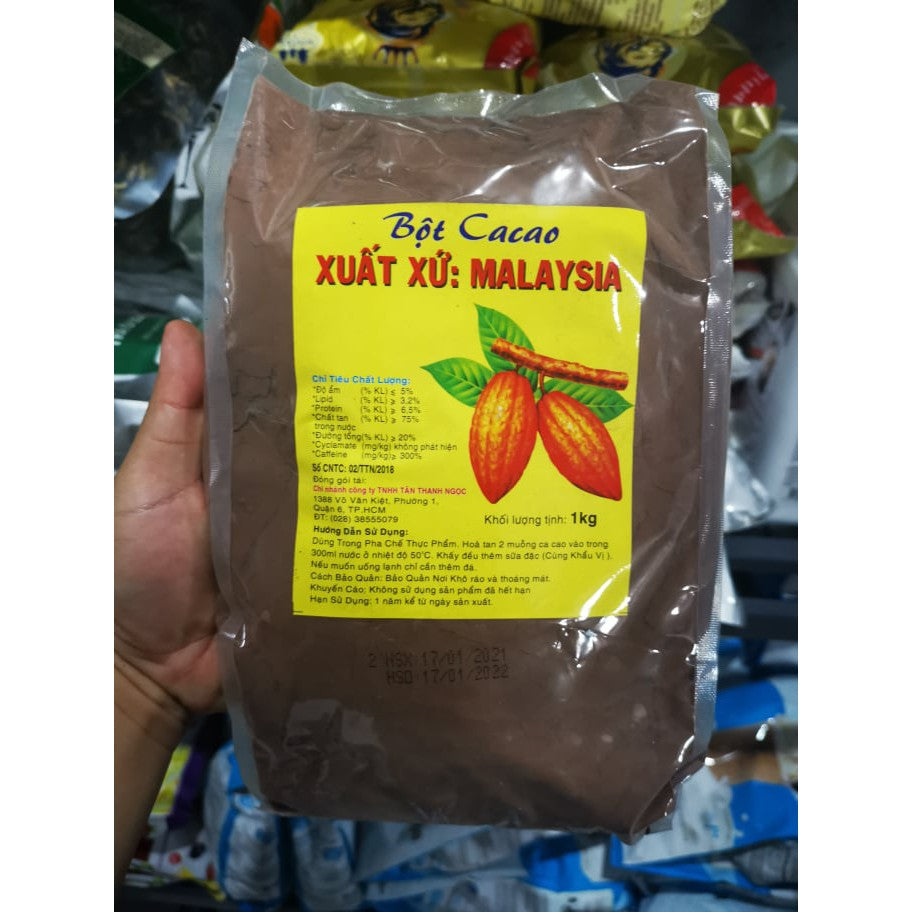 Bột Cacao
XUẤT XỨ: MALAYSIA
Chỉ Tiêu Chất Lượng:
*Độ ẩm (% KL) ≤ 5%
*Lipid (% KL) ≥ 3,2%
*Protein (% KL) ≥ 6,5%
*Chất tan (% KL) ≥ 75%
trong nước
*Đường tổng(% KL) ≥ 20%
*Cyclamate (mg/kg) không phát hiện
*Caffeine (mg/kg) ≥ 300%
Số CNTC: 02/TTN/2018
Đóng gói tại:
Chi nhánh công ty TNHH TÂN THANH NGỌC
1388 Võ Văn Kiệt, Phường 1,
Quận 6, TP.HCM
ĐT: (028) 38555079
Khối lượng tịnh: 1kg
Hướng Dẫn Sử Dụng:
Dùng Trong Pha Chế Thực Phẩm. Hoà tan 2 muỗng ca cao vào trong
300ml nước ở nhiệt độ 50°C. Khấy đều thêm sữa đặc (Cùng Khẩu Vị ).
Nếu muốn uống lạnh chỉ cần thêm đá.
Cách Bảo Quản: Bảo Quản Nơi Khô ráo và thoáng mát.
Khuyến Cáo; Không sử dụng sản phẩm đã hết hạn
Hạn Sử Dụng; 1 năm kể từ ngày sản xuất.
2 NSX 17/01/2021
HSD 17/01/2022